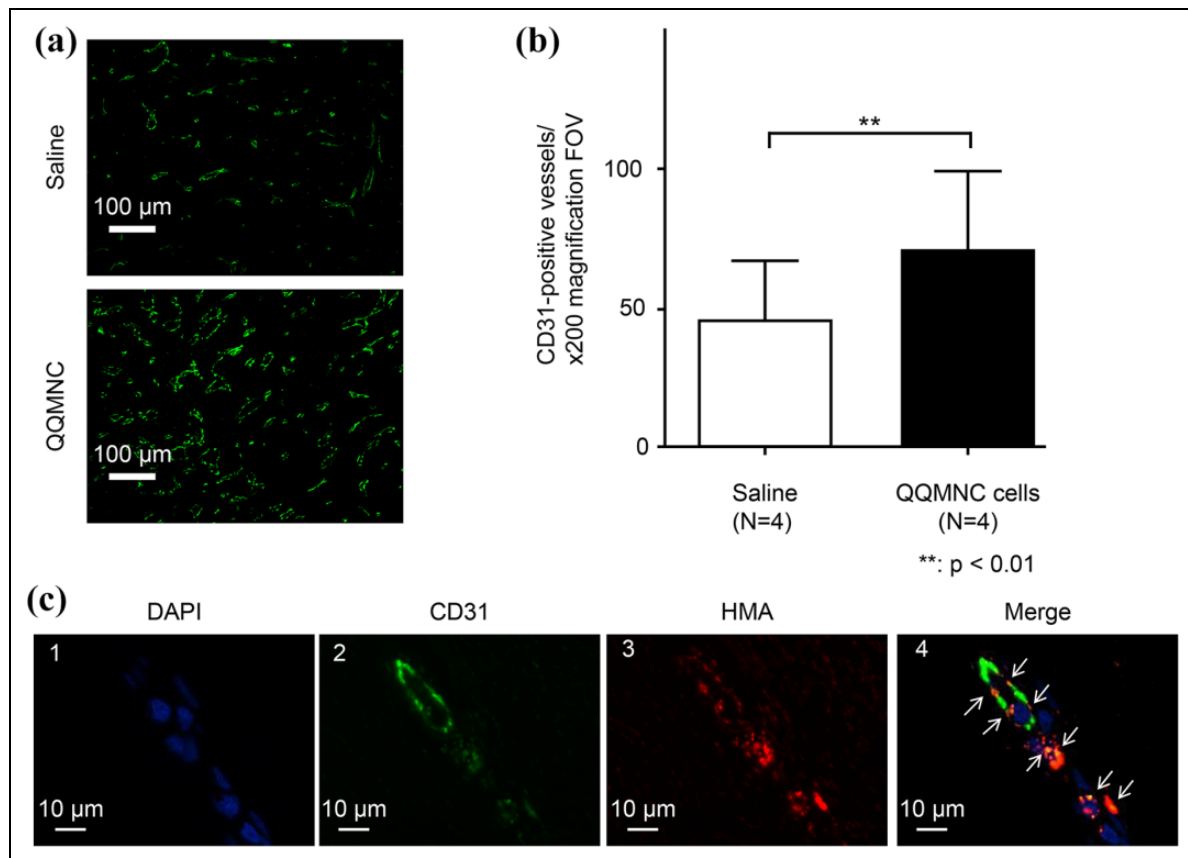 (a)
Saline
100 µm
QQMNC
100 µm
(b)
CD31-positive vessels/
x200 magnification FOV
100
50
0
**
Saline
(N=4)
QQMNC cells
(N=4)
**: p < 0.01
(c)
DAPI
CD31
HMA
Merge
1
2
3
4
10 µm
10 µm
10 µm
10 µm